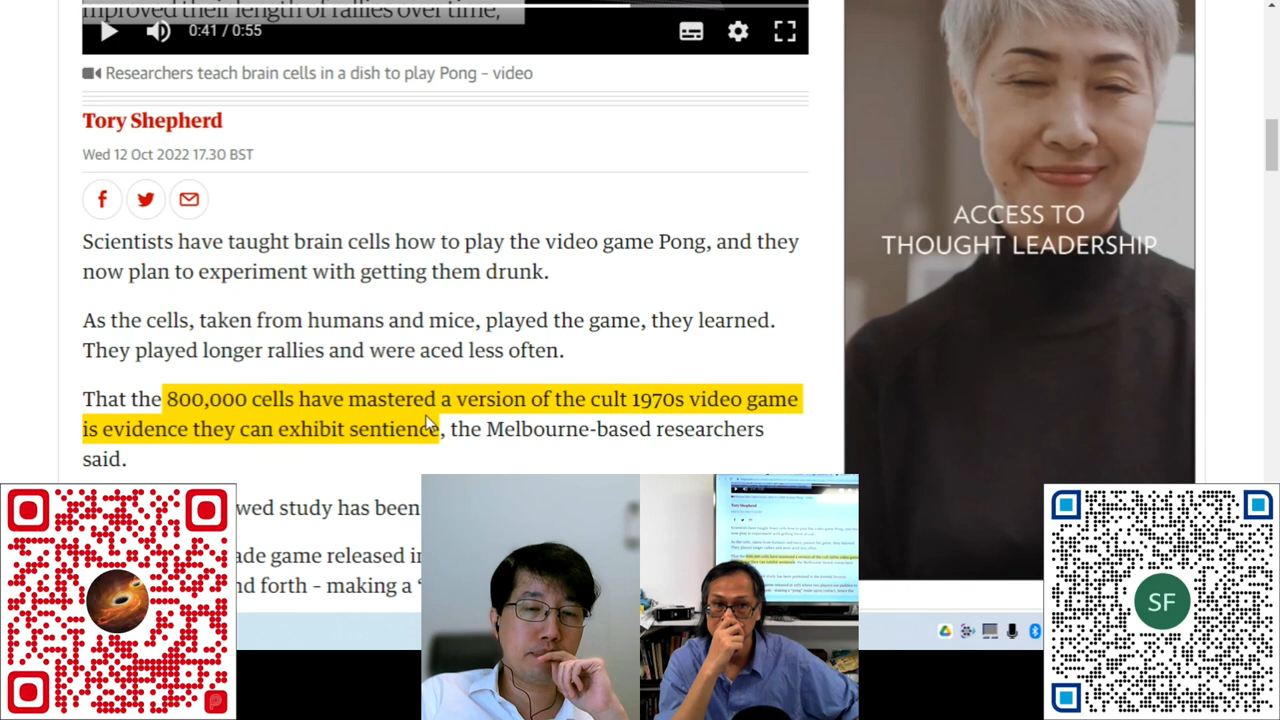 improved their length of rallies over time,
0:41 / 0:55
Researchers teach brain cells in a dish to play Pong – video
Tory Shepherd
Wed 12 Oct 2022 17.30 BST
Scientists have taught brain cells how to play the video game Pong, and they
now plan to experiment with getting them drunk.
As the cells, taken from humans and mice, played the game, they learned.
They played longer rallies and were aced less often.
That the 800,000 cells have mastered a version of the cult 1970s video game
is evidence they can exhibit sentience, the Melbourne-based researchers
said.
wed study has been
ade game released in
nd forth – making a
ACCESS TO
THOUGHT LEADERSHIP
SF
Tory Shepherd